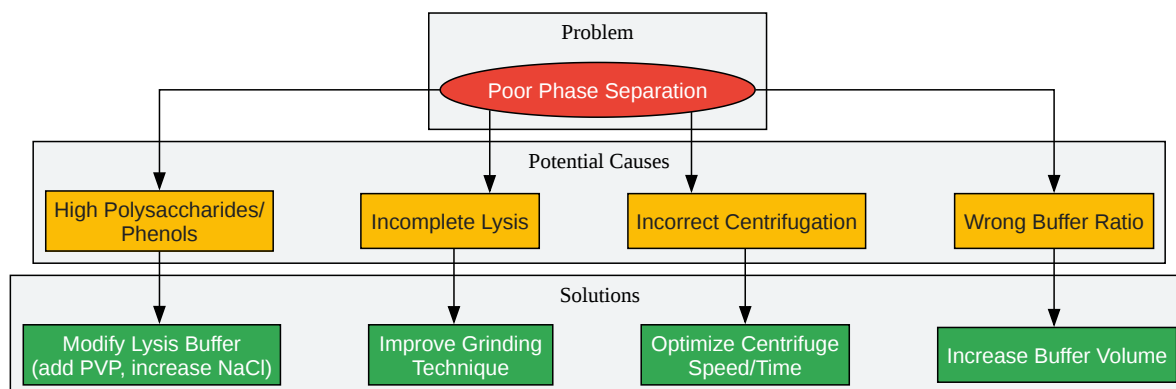 Problem
Poor Phase Separation
Potential Causes
High Polysaccharides/
Phenols
Incomplete Lysis
Incorrect Centrifugation
Wrong Buffer Ratio
Solutions
Modify Lysis Buffer
(add PVP, increase NaCl)
Improve Grinding
Technique
Optimize Centrifuge
Speed/Time
Increase Buffer Volume